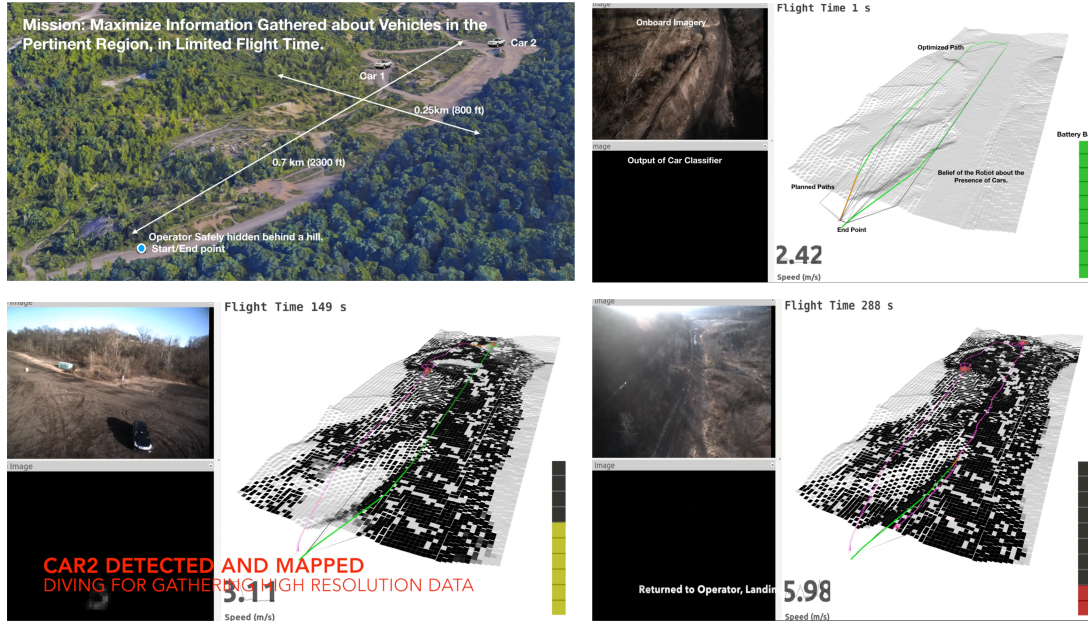 Mission: Maximize Information Gathered about Vehicles in the
Pertinent Region, in Limited Flight Time.
Car 2
Car 1
0.25km (800 ft)
0.7 km (2300 ft)
Operator Safely hidden behind a hill.
Start/End point
Flight Time 1 s
Onboard Imagery
Optimized Path
Battery B
Output of Car Classifier
Belief of the Robot about the
Presence of Cars.
Planned Paths
End Point
2.42
Speed (m/s)
Image
Flight Time 149 s
Image
CAR2 DETECTED AND MAPPED
DIVING FOR GATHERING HIGH RESOLUTION DATA
3.11
Speed (m/s)
Image
Flight Time 288 s
Image
Returned to Operator, Landin
5.98
Speed (m/s)